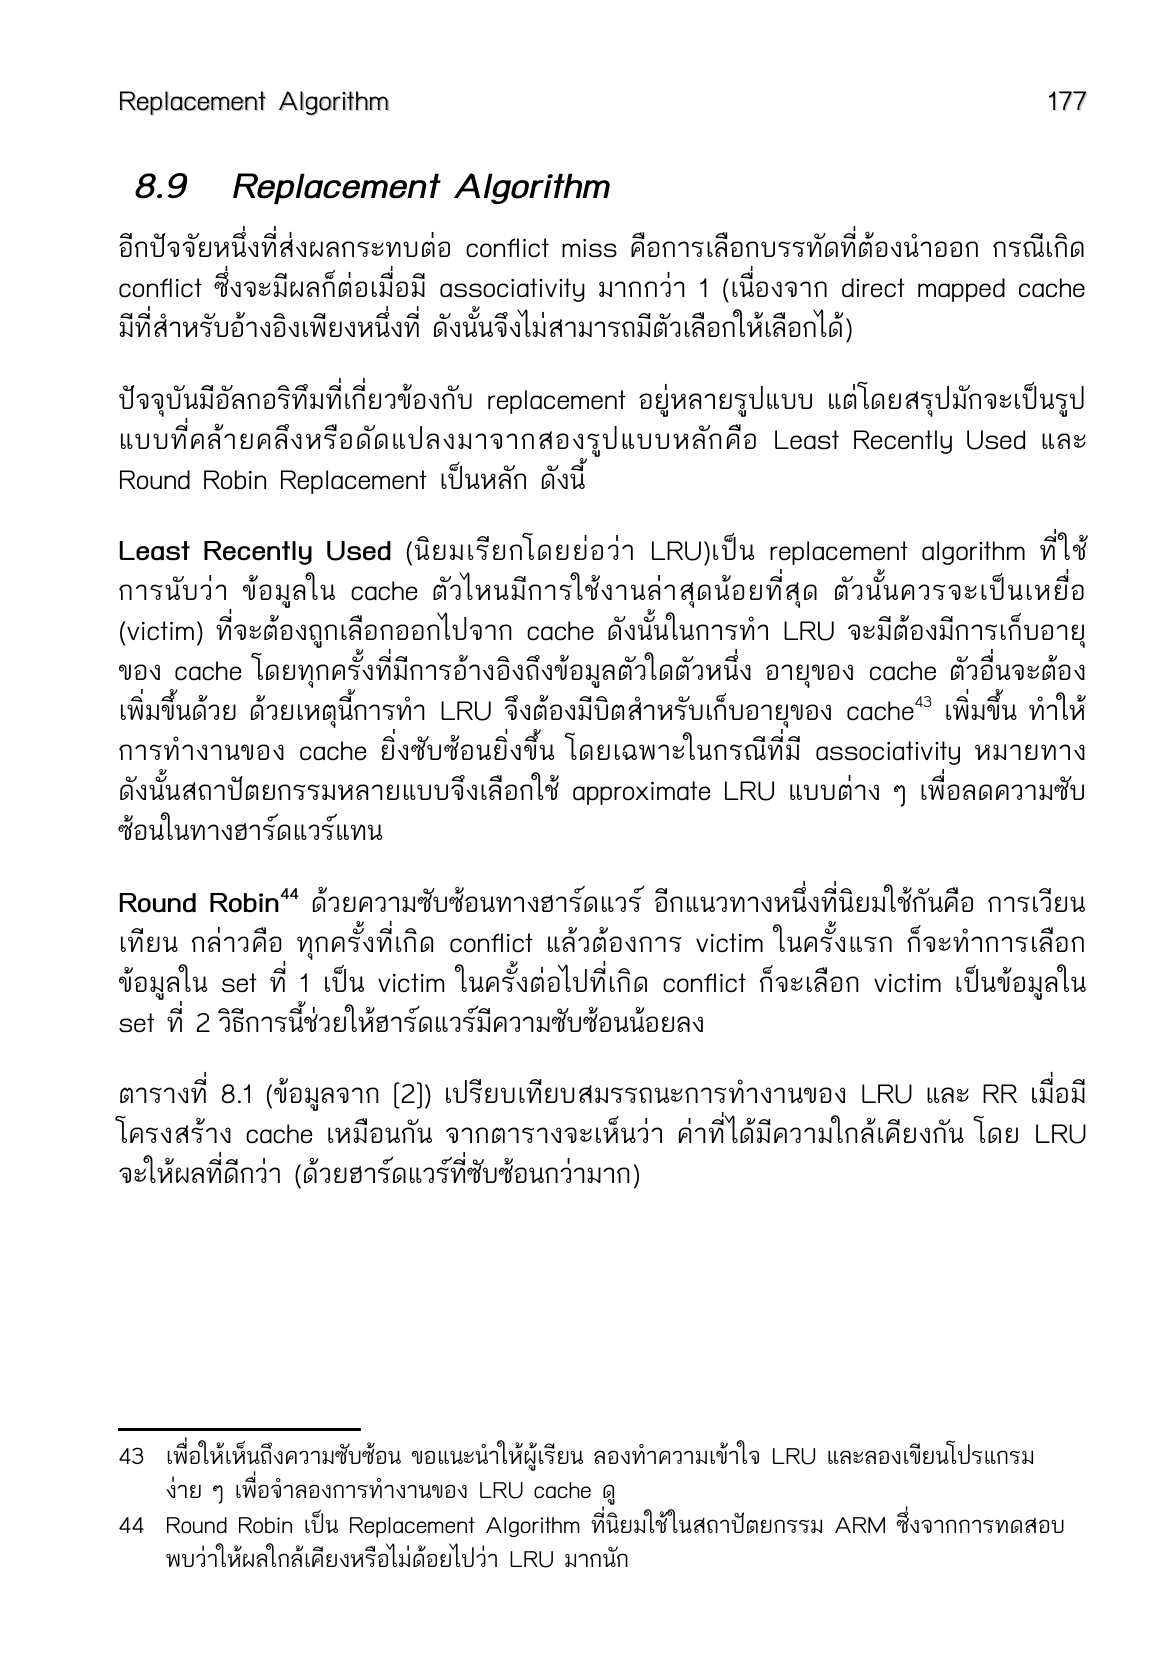 Replacement Algorithm 177
8.9 Replacement Algorithm
อีกปัจจัยหนึ่งที่ส่งผลกระทบต่อ conflict miss คือการเลือกบรรทัดที่ต้องนำออก กรณีเกิด
conflict ซึ่งจะมีผลก็ต่อเมื่อมี associativity มากกว่า 1 (เนื่องจาก direct mapped cache
มีที่สำหรับอ้างอิงเพียงหนึ่งที่ ดังนั้นจึงไม่สามารถมีตัวเลือกให้เลือกได้)
ปัจจุบันมีอัลกอริทึมที่เกี่ยวข้องกับ replacement อยู่หลายรูปแบบ แต่โดยสรุปมักจะเป็นรูป
แบบที่คล้ายคลึงหรือดัดแปลงมาจากสองรูปแบบหลักคือ Least Recently Used และ
Round Robin Replacement เป็นหลัก ดังนี้
Least Recently Used (นิยมเรียกโดยย่อว่า LRU)เป็น replacement algorithm ที่ใช้
การนับว่า ข้อมูลใน cache ตัวไหนมีการใช้งานล่าสุดน้อยที่สุด ตัวนั้นควรจะเป็นเหยื่อ
(victim) ที่จะต้องถูกเลือกออกไปจาก cache ดังนั้นในการทำ LRU จะมีต้องมีการเก็บอายุ
ของ cache โดยทุกครั้งที่มีการอ้างอิงถึงข้อมูลตัวใดตัวหนึ่ง อายุของ cache ตัวอื่นจะต้อง
เพิ่มขึ้นด้วย ด้วยเหตุนี้การทำ LRU จึงต้องมีบิตสำหรับเก็บอายุของ cache43 เพิ่มขึ้น ทำให้
การทำงานของ cache ยิ่งซับซ้อนยิ่งขึ้น โดยเฉพาะในกรณีที่มี associativity หมายทาง
ดังนั้นสถาปัตยกรรมหลายแบบจึงเลือกใช้ approximate LRU แบบต่าง ๆ เพื่อลดความซับ
ซ้อนในทางฮาร์ดแวร์แทน
Round Robin44 ด้วยความซับซ้อนทางฮาร์ดแวร์ อีกแนวทางหนึ่งที่นิยมใช้กันคือ การเวียน
เทียน กล่าวคือ ทุกครั้งที่เกิด conflict แล้วต้องการ victim ในครั้งแรก ก็จะทำการเลือก
ข้อมูลใน set ที่ 1 เป็น victim ในครั้งต่อไปที่เกิด conflict ก็จะเลือก victim เป็นข้อมูลใน
set ที่ 2 วิธีการนี้ช่วยให้ฮาร์ดแวร์มีความซับซ้อนน้อยลง
ตารางที่ 8.1 (ข้อมูลจาก [2]) เปรียบเทียบสมรรถนะการทำงานของ LRU และ RR เมื่อมี
โครงสร้าง cache เหมือนกัน จากตารางจะเห็นว่า ค่าที่ได้มีความใกล้เคียงกัน โดย LRU
จะให้ผลที่ดีกว่า (ด้วยฮาร์ดแวร์ที่ซับซ้อนกว่ามาก)
43 เพื่อให้เห็นถึงความซับซ้อน ขอแนะนำให้ผู้เรียน ลองทำความเข้าใจ LRU และลองเขียนโปรแกรม
ง่าย ๆ เพื่อจำลองการทำงานของ LRU cache ดู
44 Round Robin เป็น Replacement Algorithm ที่นิยมใช้ในสถาปัตยกรรม ARM ซึ่งจากการทดสอบ
พบว่าให้ผลใกล้เคียงหรือไม่ด้อยไปว่า LRU มากนัก